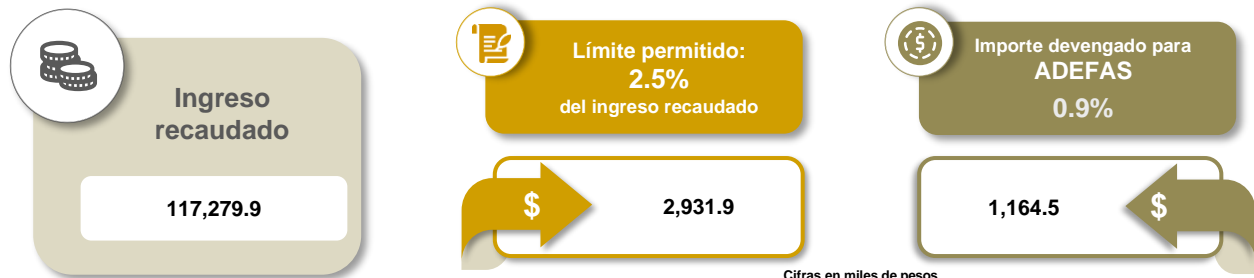 Ingreso
recaudado
117,279.9
Límite permitido:
2.5%
del ingreso recaudado
$
2,931.9
Importe devengado para
ADEFAS
0.9%
1,164.5
$
$
Cifras en miles de pesos